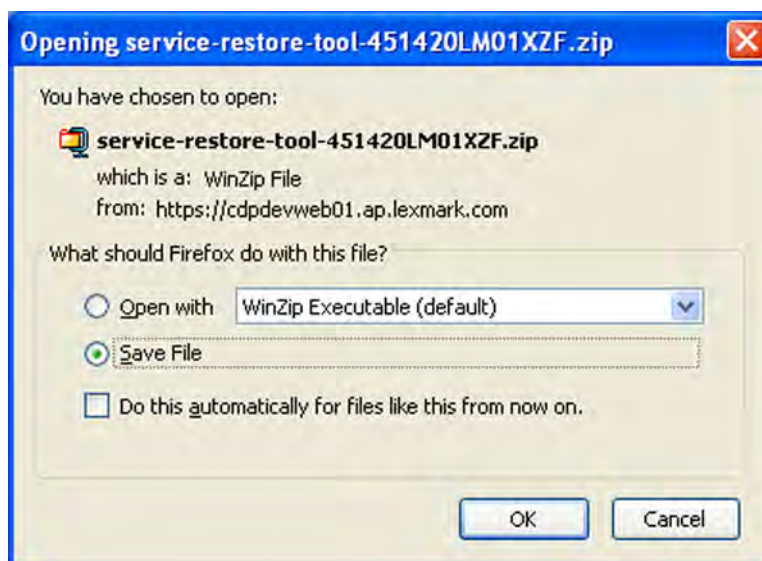 Opening service-restore-tool-451420LM01XZF.zip
You have chosen to open:
service-restore-tool-451420LM01XZF.zip
which is a: WinZip File
from: https://cdpdevweb01.ap.lexmark.com
What should Firefox do with this file?
Open with WinZip Executable (default)
Save File
Do this automatically for files like this from now on.
OK Cancel